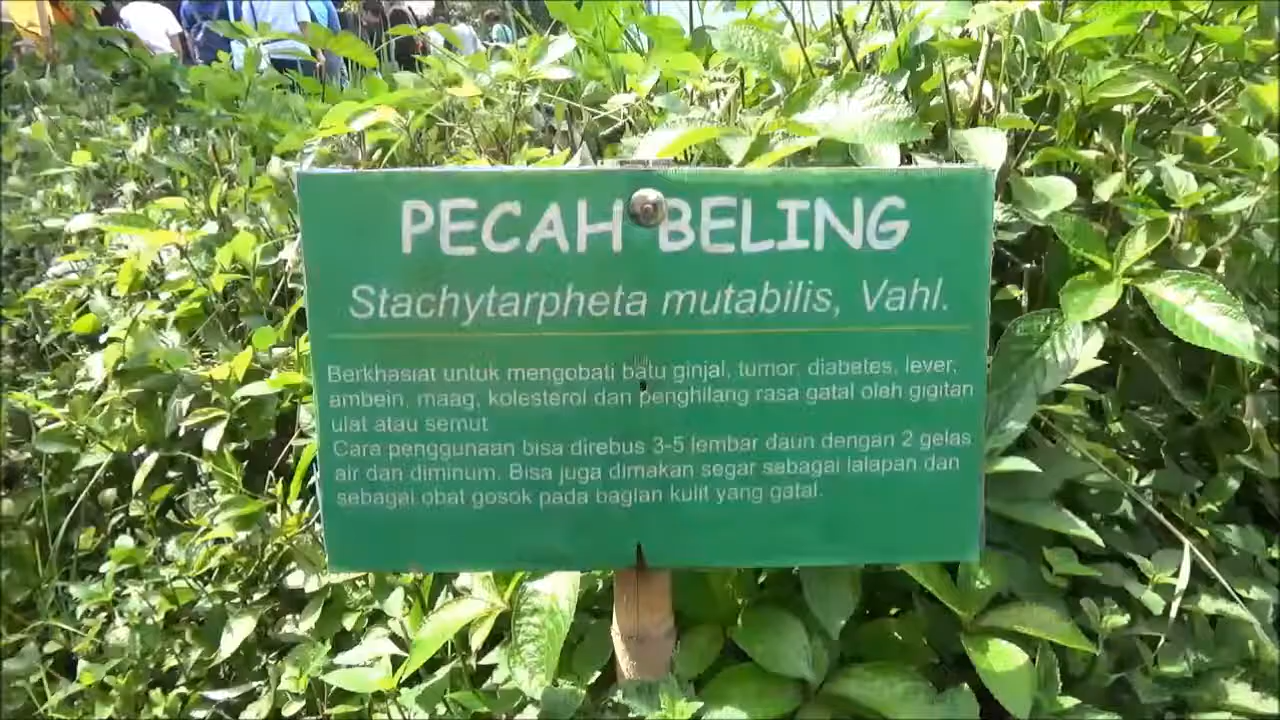 PECAH BELING
Stachytarpheta mutabilis, Vahl.
Berkhasiat untuk mengobati batu ginjal, tumor, diabetes, lever,
ambein, maag, kolesterol dan penghilang rasa gatal oleh gigitan
ulat atau semut
Cara penggunaan bisa direbus 3-5 lembar daun dengan 2 gelas
air dan diminum. Bisa juga dimakan segar sebagai lalapan dan
sebagai obat gosok pada bagian kulit yang gatal.